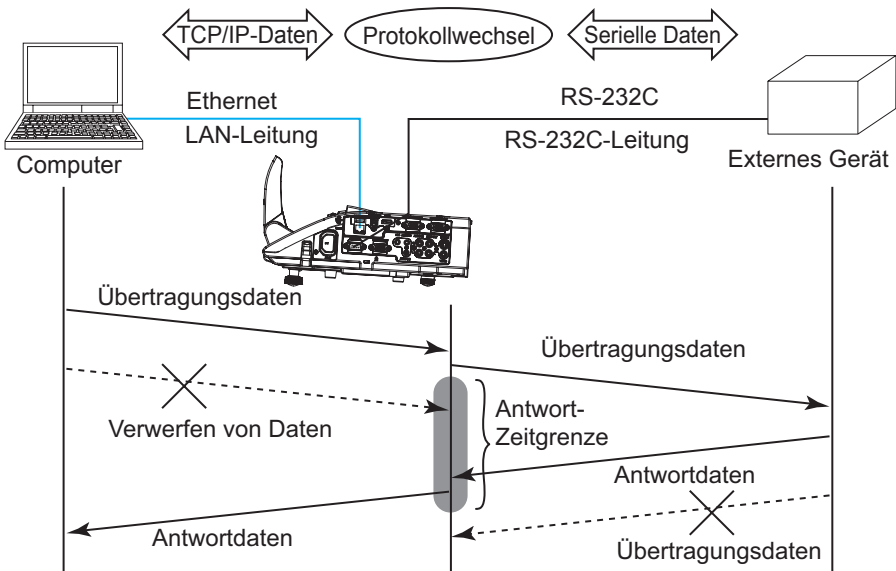 TCP/IP-Daten
Protokollwechsel
Serielle Daten
Ethernet
LAN-Leitung
RS-232C
RS-232C-Leitung
Computer
Externes Gerät
Übertragungsdaten
Übertragungsdaten
Verwerfen von Daten
Antwort-
Zeitgrenze
Antwortdaten
Antwortdaten
Übertragungsdaten